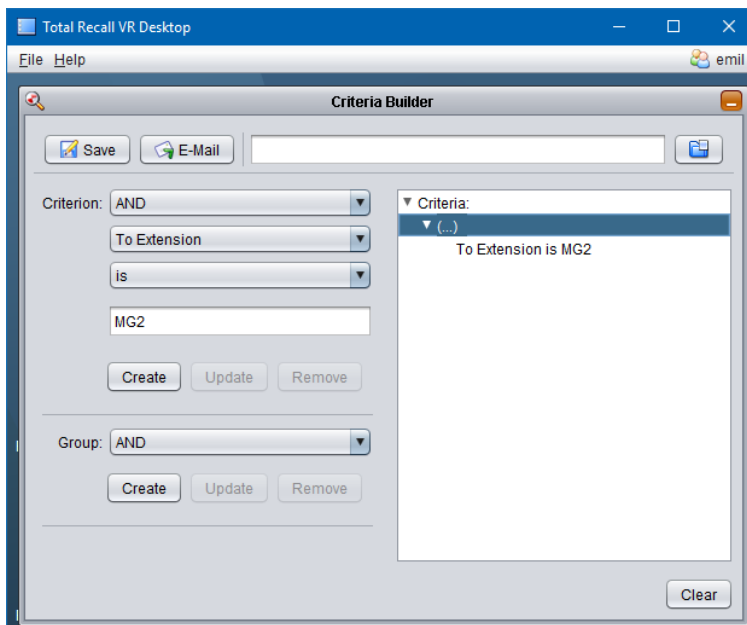 Total Recall VR Desktop
File Help
emil
Criteria Builder
Save
E-Mail
Criterion:
AND
To Extension
is
MG2
Create
Update
Remove
Group:
AND
Create
Update
Remove
Criteria:
(...)
To Extension is MG2
Clear